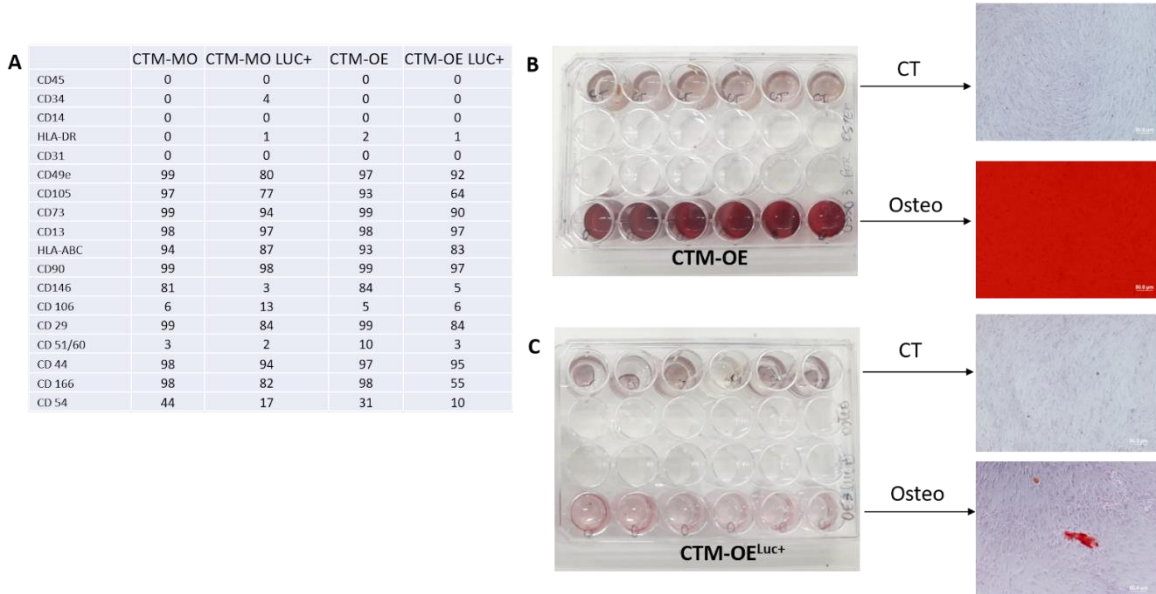 A
CTM-MO CTM-MO LUC+ CTM-OE CTM-OE LUC+
CD45 0 0 0 0
CD34 0 4 0 0
CD14 0 0 0 0
HLA-DR 0 1 2 1
CD31 0 0 0 0
CD49e 99 80 97 92
CD105 97 77 93 64
CD73 99 94 99 90
CD13 98 97 98 97
HLA-ABC 94 87 93 83
CD90 99 98 99 97
CD146 81 3 84 5
CD 106 6 13 5 6
CD 29 99 84 99 84
CD 51/60 3 2 10 3
CD 44 98 94 97 95
CD 166 98 82 98 55
CD 54 44 17 31 10
B
CT
Osteo
CTM-OE
C
CT
Osteo
CTM-OE Luc+